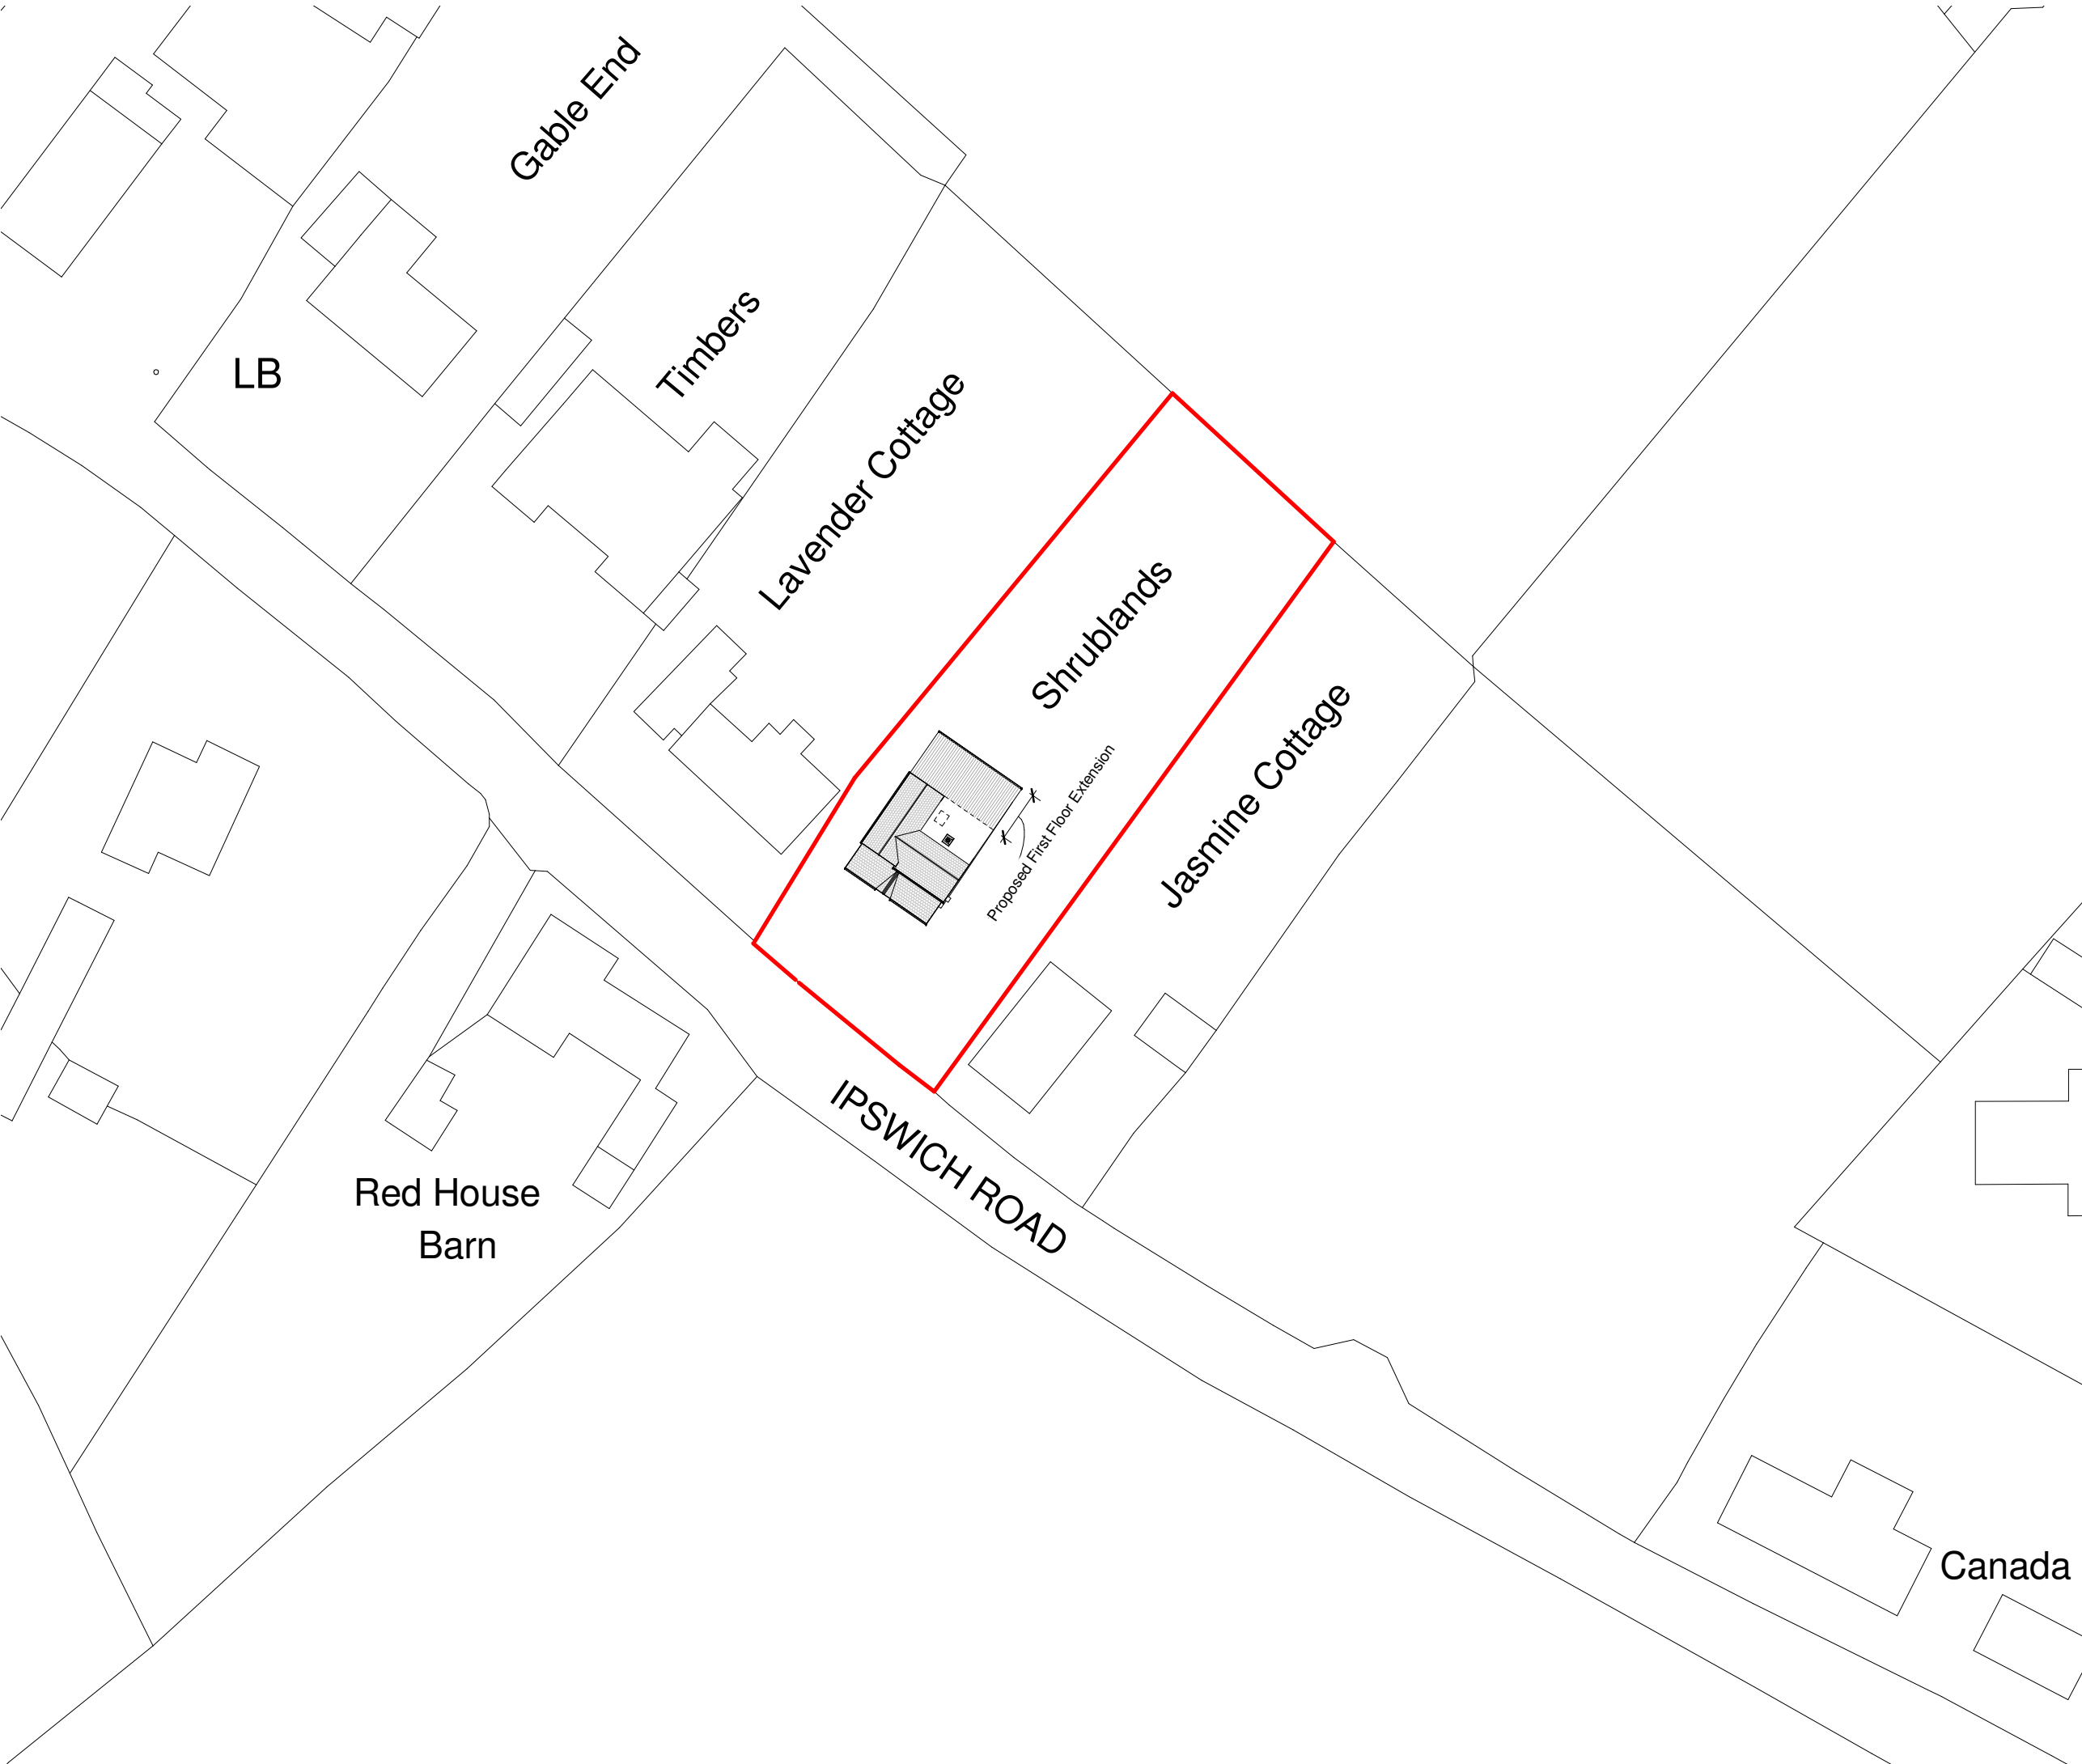 Gable End
LB
Timbers
Lavender Cottage
Shrublands
Proposed First Floor Extension
Jasmine Cottage
IPSWICH ROAD
Red House
Barn
Canada